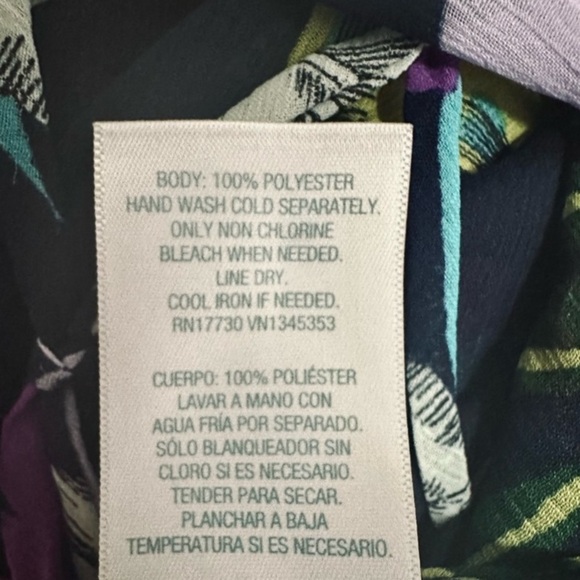 BODY: 100% POLYESTER
HAND WASH COLD SEPARATELY.
ONLY NON CHLORINE
BLEACH WHEN NEEDED.
LINE DRY.
COOL IRON IF NEEDED.
RN17730 VN1345353
CUERPO: 100% POLIÉSTER
LAVAR A MANO CON
AGUA FRÍA POR SEPARADO.
SÓLO BLANQUEADOR SIN
CLORO SI ES NECESARIO.
TENDER PARA SECAR.
PLANCHAR A BAJA
TEMPERATURA SI ES NECESARIO.